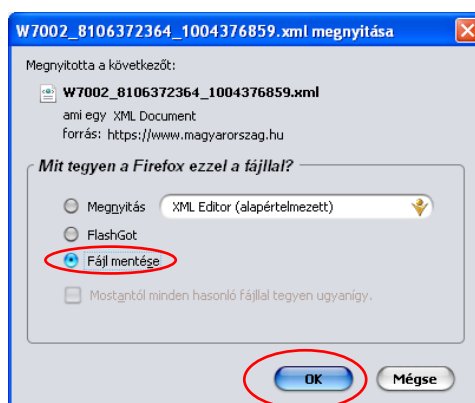 W7002_8106372364_1004376859.xml megnyitása
Megnyitotta a következőt:
W7002_8106372364_1004376859.xml
ami egy XML Document
forrás: https://www.magyarorszag.hu
Mit tegyen a Firefox ezzel a fájllal?
Megnyitás XML Editor (alapértelmezett)
FlashGot
Fájl mentése
Mostantól minden hasonló fájllal tegyen ugyanígy.
OK Mégse